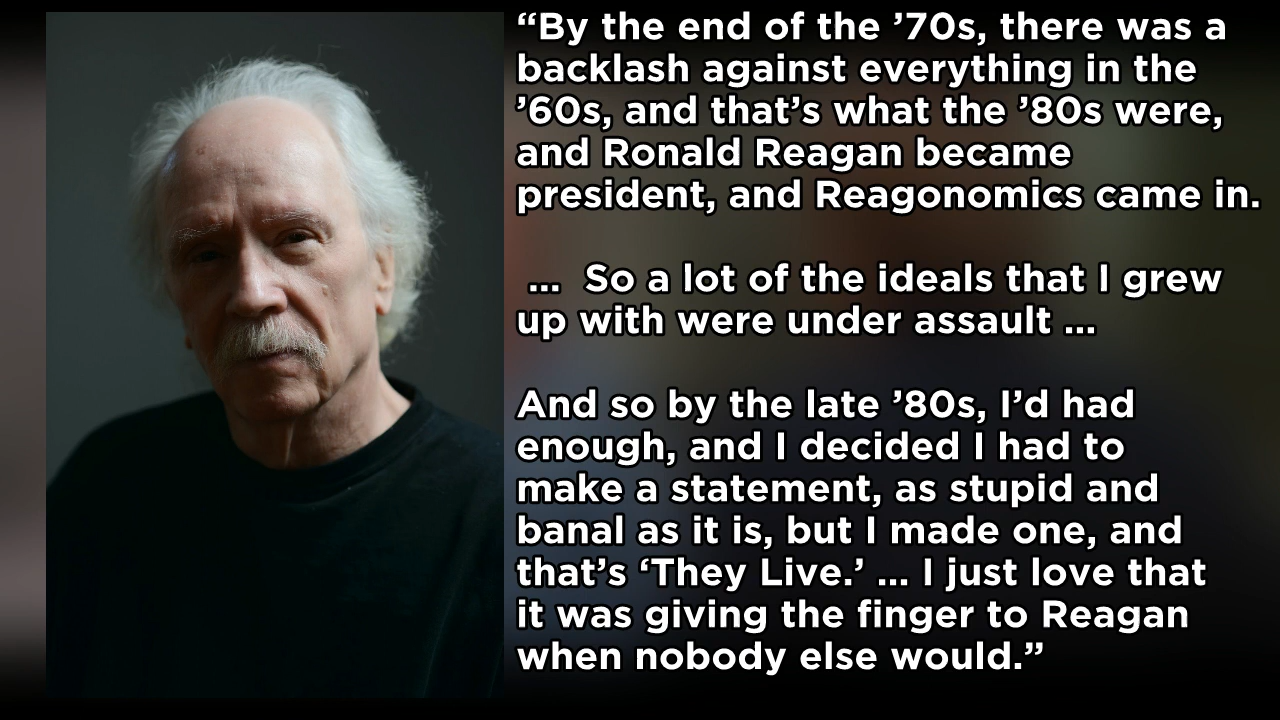 “By the end of the ’70s, there was a
backlash against everything in the
’60s, and that’s what the ’80s were,
and Ronald Reagan became
president, and Reagonomics came in.
... So a lot of the ideals that I grew
up with were under assault ...
And so by the late ’80s, I’d had
enough, and I decided I had to
make a statement, as stupid and
banal as it is, but I made one, and
that’s ‘They Live.’ ... I just love that
it was giving the finger to Reagan
when nobody else would.”